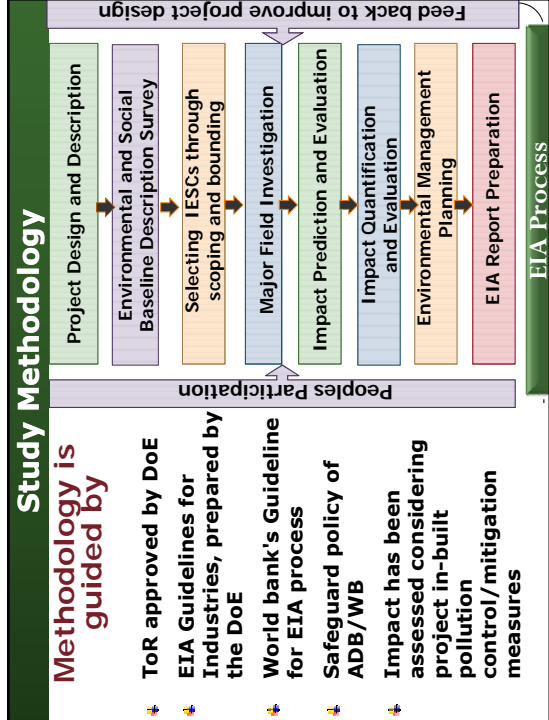 Study Methodology
Methodology is
guided by
ToR approved by DoE
EIA Guidelines for
Industries, prepared by
the DoE
World bank's Guideline
for EIA process
Safeguard policy of
ADB/WB
Impact has been
assessed considering
project in-built
pollution
control/mitigation
measures
Peoples Participation
Project Design and Description
Environmental and Social
Baseline Description Survey
Selecting IESCs through
scoping and bounding
Major Field Investigation
Impact Prediction and Evaluation
Impact Quantification
and Evaluation
Environmental Management
Planning
EIA Report Preparation
Feed back to improve project design
EIA Process